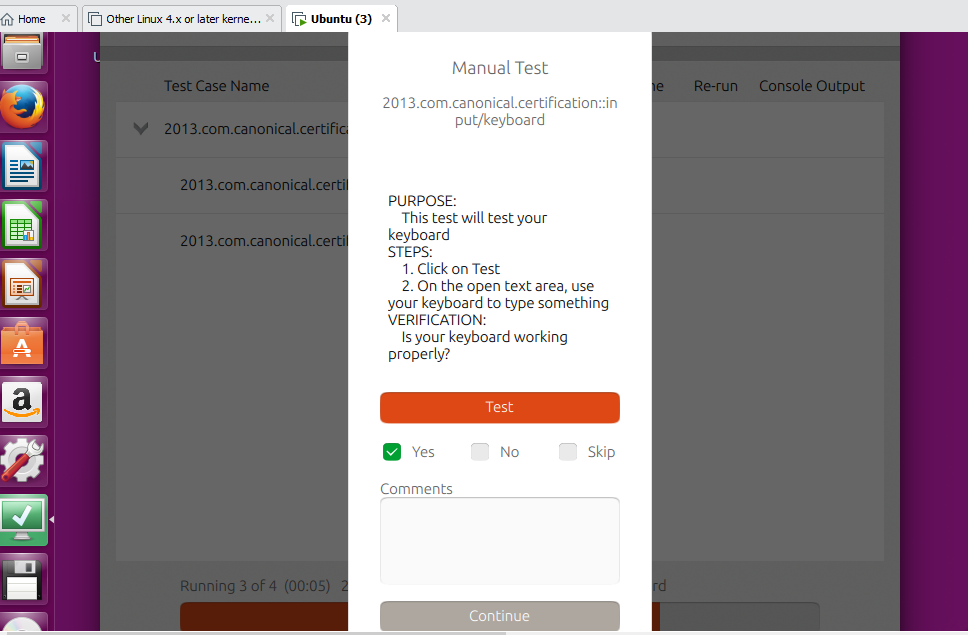 Home
Other Linux 4.x or later kerne...
Ubuntu (3)
U
Manual Test
Test Case Name
me
Re-run
Console Output
2013.com.canonical.certification::in
put/keyboard
2013.com.canonical.certifica
2013.com.canonical.certif
2013.com.canonical.certif
PURPOSE:
This test will test your
keyboard
STEPS:
1. Click on Test
2. On the open text area, use
your keyboard to type something
VERIFICATION:
Is your keyboard working
properly?
Test
Yes
No
Skip
Comments
Running 3 of 4 (00:05) 2
rd
Continue